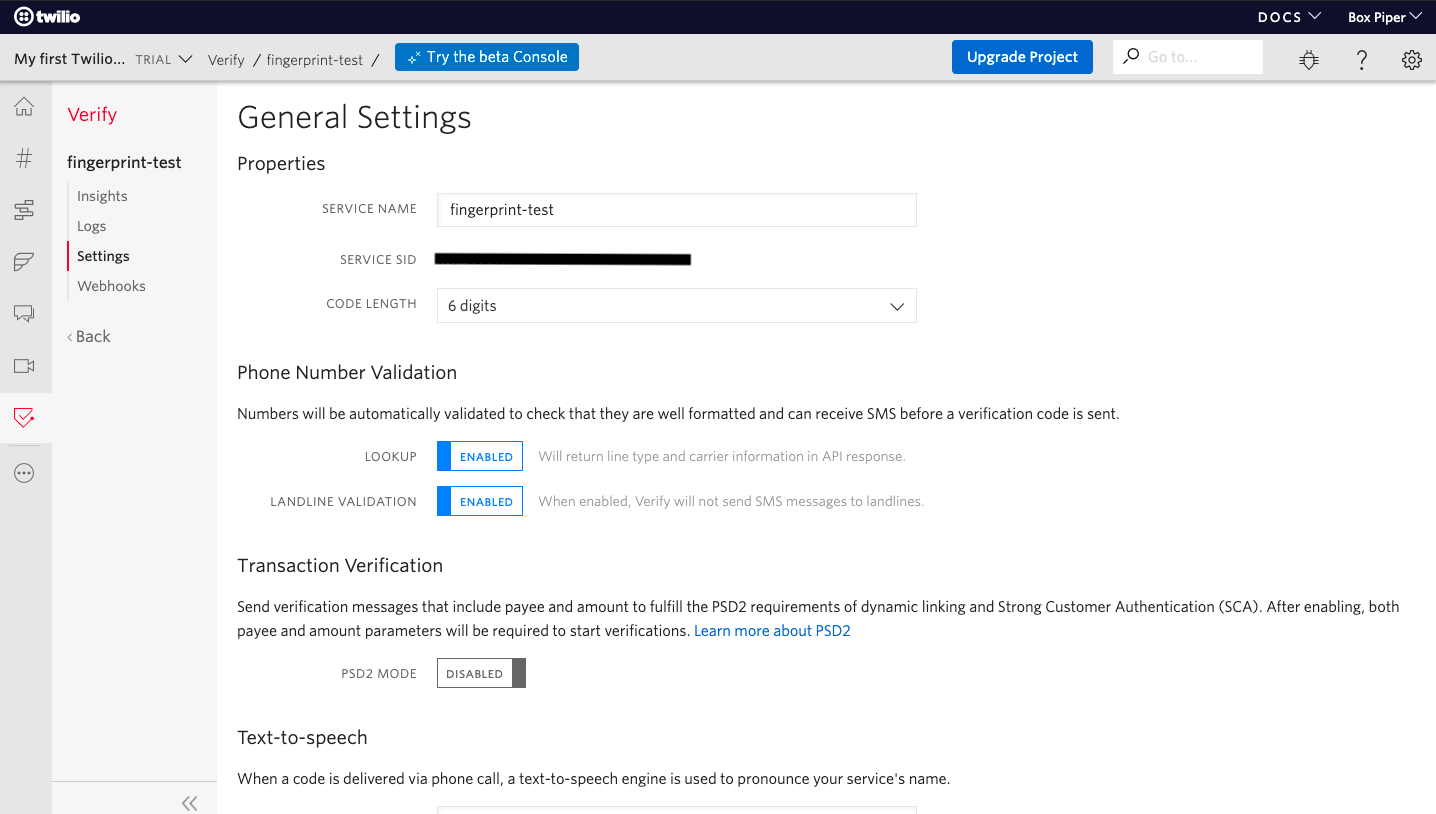 twilio
DOCS
Box Piper
My first Twilio... TRIAL
Verify / fingerprint-test /
Try the beta Console
Upgrade Project
Go to...
?
Verify
fingerprint-test
Insights
Logs
Settings
Webhooks
‹ Back
General Settings
Properties
SERVICE NAME fingerprint-test
SERVICE SID
CODE LENGTH 6 digits
Phone Number Validation
Numbers will be automatically validated to check that they are well formatted and can receive SMS before a verification code is sent.
LOOKUP ENABLED Will return line type and carrier information in API response.
LANDLINE VALIDATION ENABLED When enabled, Verify will not send SMS messages to landlines.
Transaction Verification
Send verification messages that include payee and amount to fulfill the PSD2 requirements of dynamic linking and Strong Customer Authentication (SCA). After enabling, both
payee and amount parameters will be required to start verifications. Learn more about PSD2
PSD2 MODE DISABLED
Text-to-speech
When a code is delivered via phone call, a text-to-speech engine is used to pronounce your service's name.